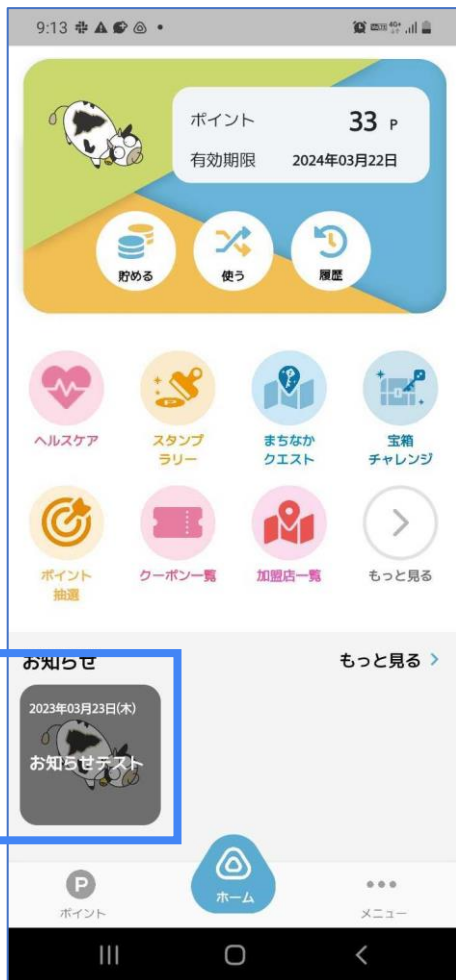 9:13
ポイント 33 P
有効期限 2024年03月22日
貯める 使う 履歴
ヘルスケア
スタンプ
ラリー
まちなか
クエスト
宝箱
チャレンジ
ポイント
抽選
クーポン一覧
加盟店一覧
もっと見る
お知らせ もっと見る
2023年03月23日(木)
お知らせテスト
P
ポイント
ホーム
メニュー